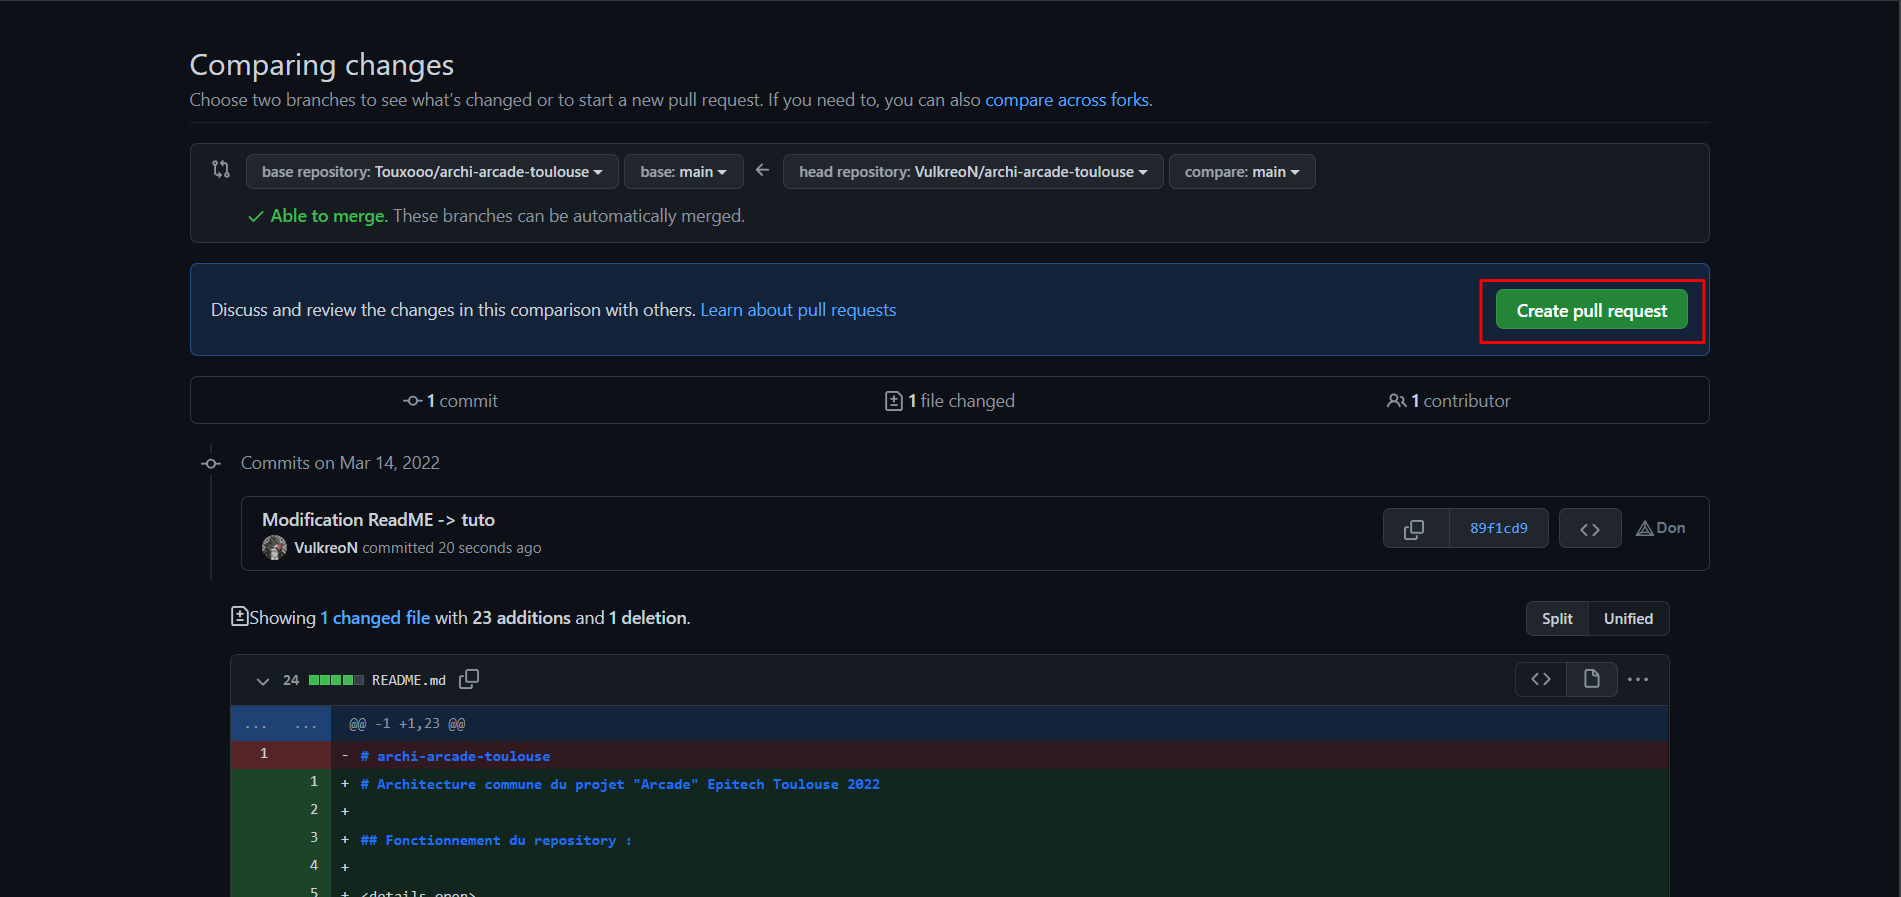 Comparing changes
Choose two branches to see what's changed or to start a new pull request. If you need to, you can also compare across forks.
base repository: Touxooo/archi-arcade-toulouse base: main head repository: VulkreoN/archi-arcade-toulouse compare: main
Able to merge. These branches can be automatically merged.
Discuss and review the changes in this comparison with others. Learn about pull requests
Create pull request
1 commit
1 file changed
1 contributor
Commits on Mar 14, 2022
Modification ReadME -> tuto
VulkreoN committed 20 seconds ago
89f1cd9
Don
Showing 1 changed file with 23 additions and 1 deletion.
Split Unified
24 README.md
... ... @@ -1 +1,23 @@
1 - # archi-arcade-toulouse
1 + # Architecture commune du projet "Arcade" Epitech Toulouse 2022
2 +
3 + ## Fonctionnement du repository :
4 +
5 + <details open>